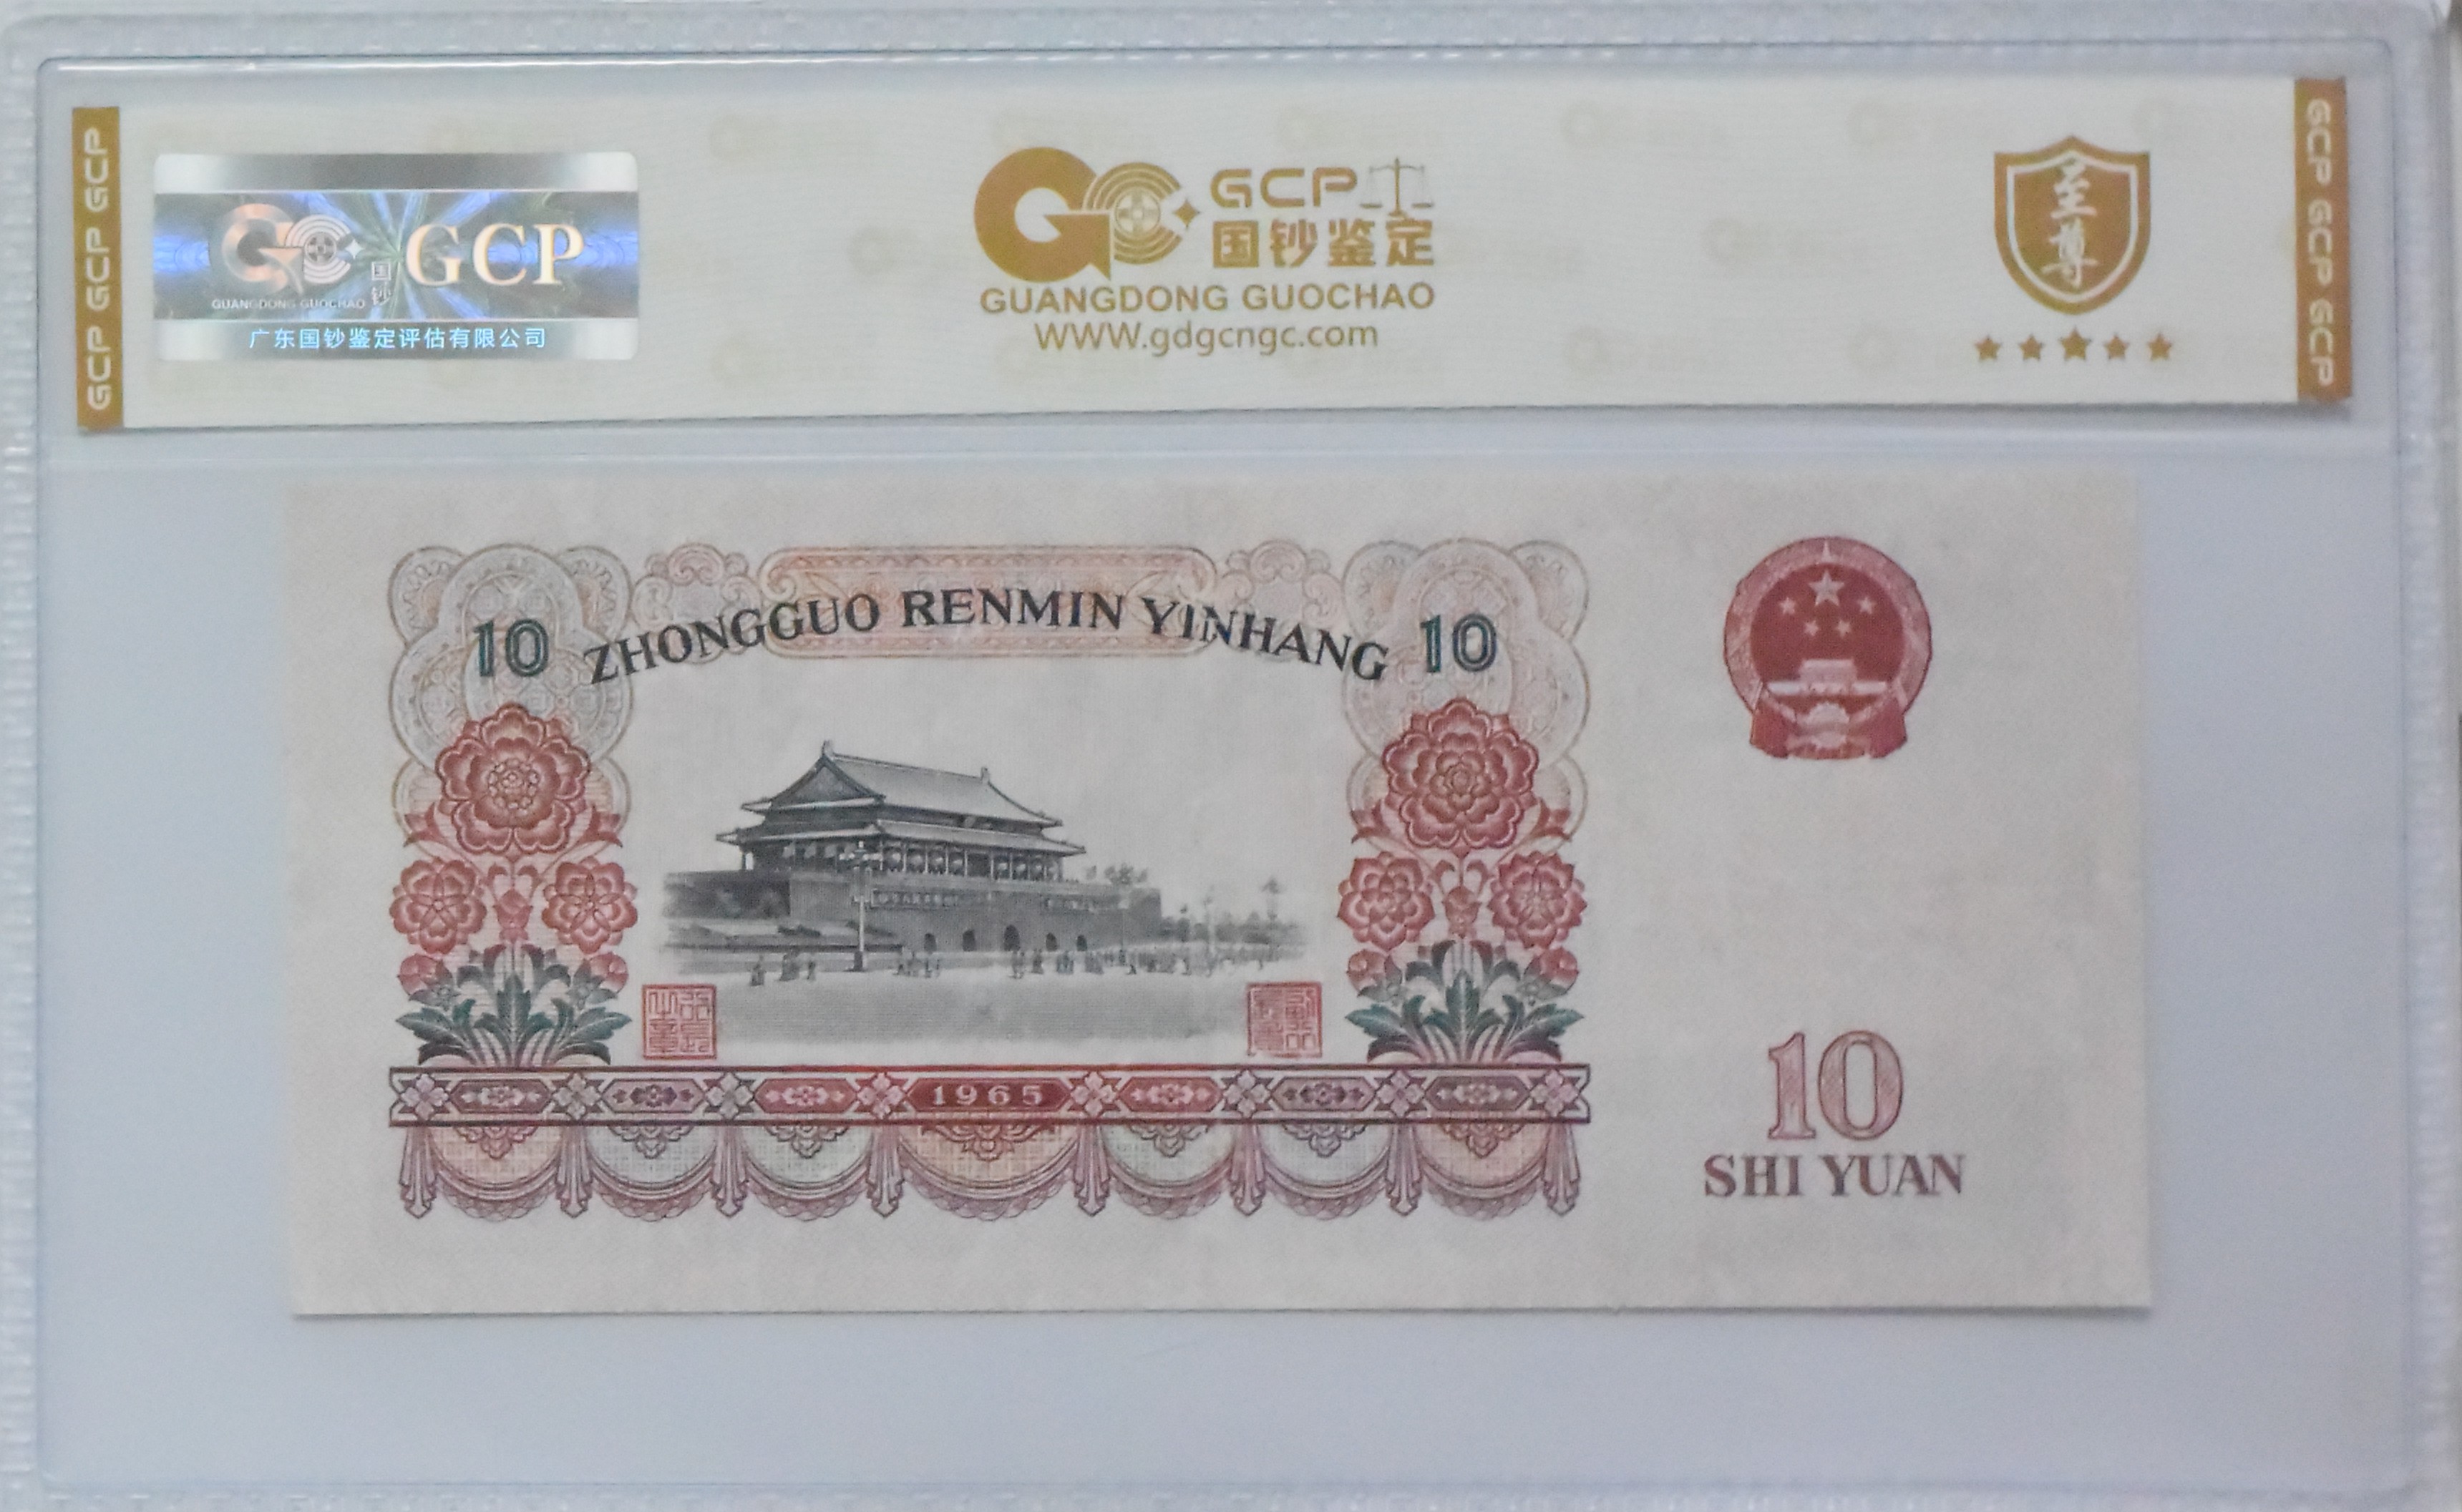 GCP GCP GCP
国钞
GCP
GUANGDONG GUOCHAO
广东国钞鉴定评估有限公司
GCP
国钞鉴定
GUANGDONG GUOCHAO
WWW.gdgcngc.com
至尊
GCP GCP GCP
10 ZHONGGUO RENMIN YINHANG 10
1965
10
SHI YUAN